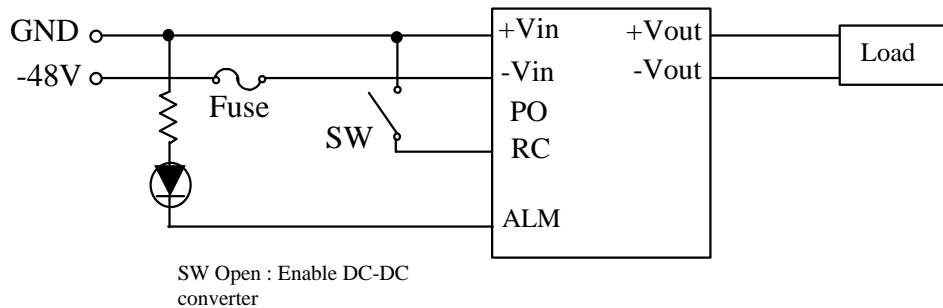 GND
-48V
Fuse
SW
+Vin
-Vin
PO
RC
ALM
+Vout
-Vout
Load
SW Open : Enable DC-DC
converter